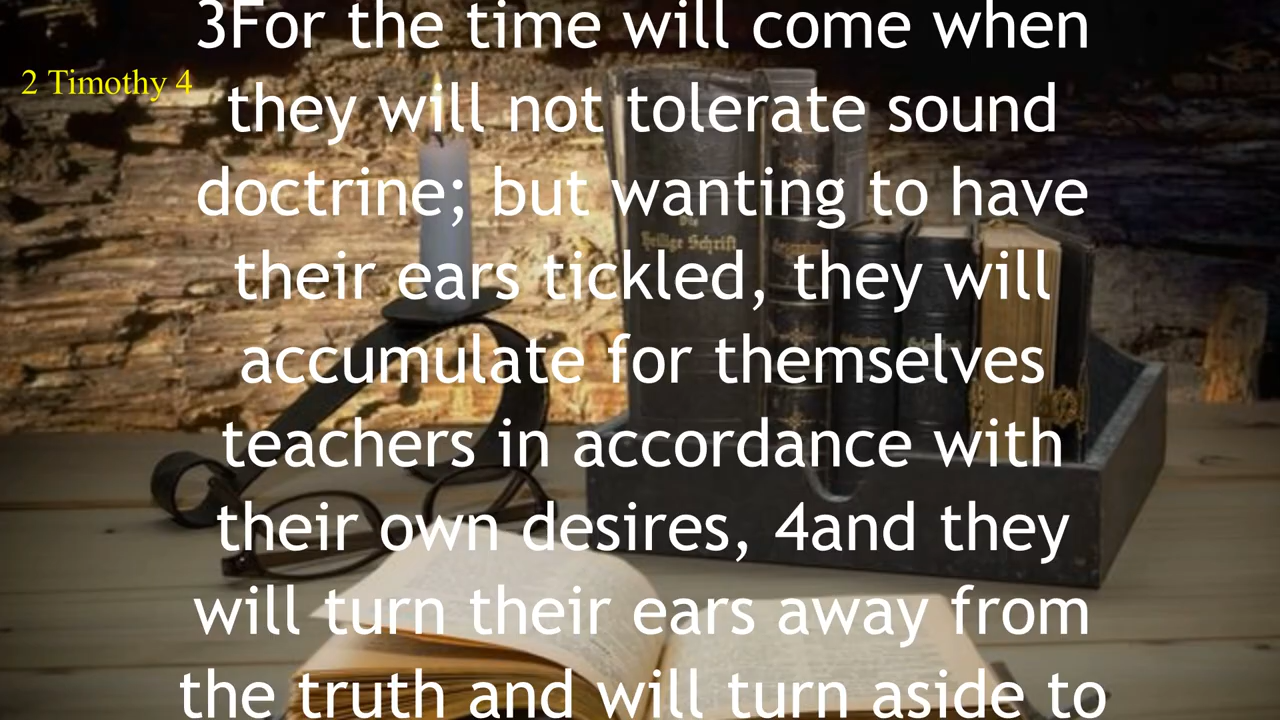 3For the time will come when
2 Timothy 4
they will not tolerate sound
doctrine; but wanting to have
their ears tickled, they will
accumulate for themselves
teachers in accordance with
their own desires, 4and they
will turn their ears away from
the truth and will turn aside to
Heilige Schrift